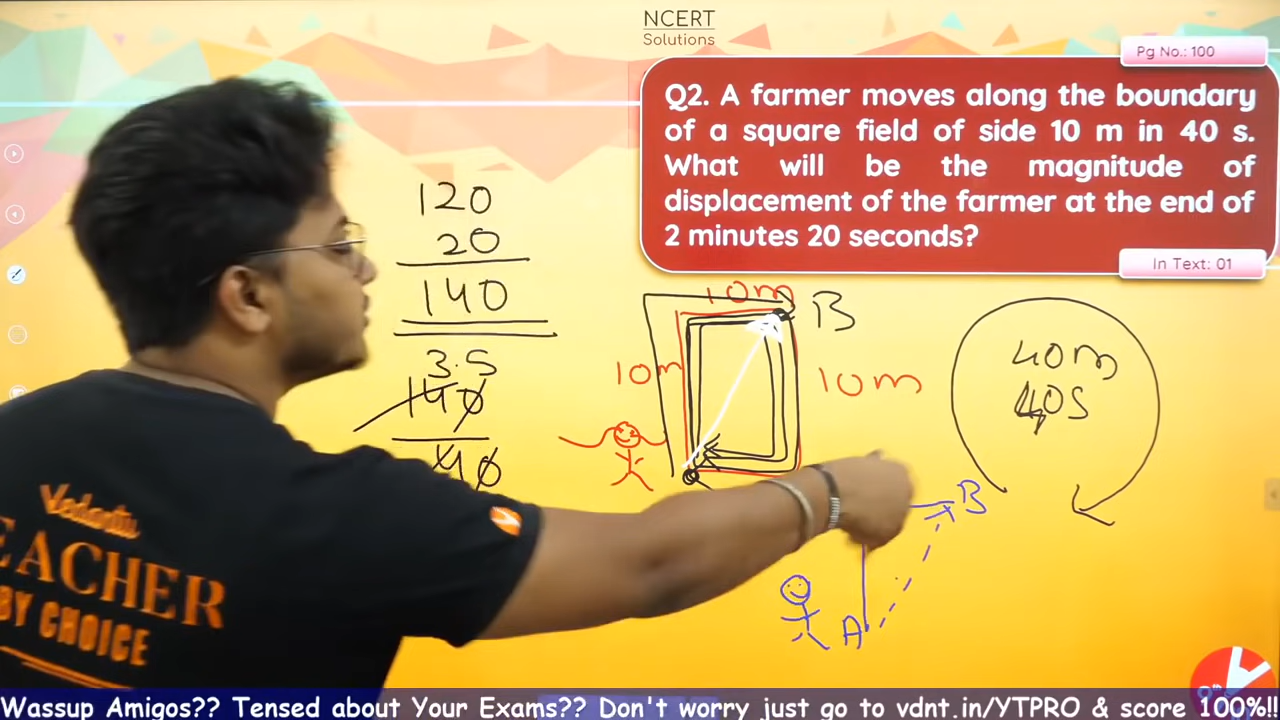 NCERT
Solutions
Pg No.: 100
Q2. A farmer moves along the boundary
of a square field of side 10 m in 40 s.
What will be the magnitude of
displacement of the farmer at the end of
2 minutes 20 seconds?
In Text: 01
120
20
140
3.5
140
40
10m
B
10m
10m
40m
40s
B
A
Vedantu
TEACHER
BY CHOICE
Wassup Amigos?? Tensed about Your Exams?? Don't worry just go to vdnt.in/YTPRO & score 100%!!